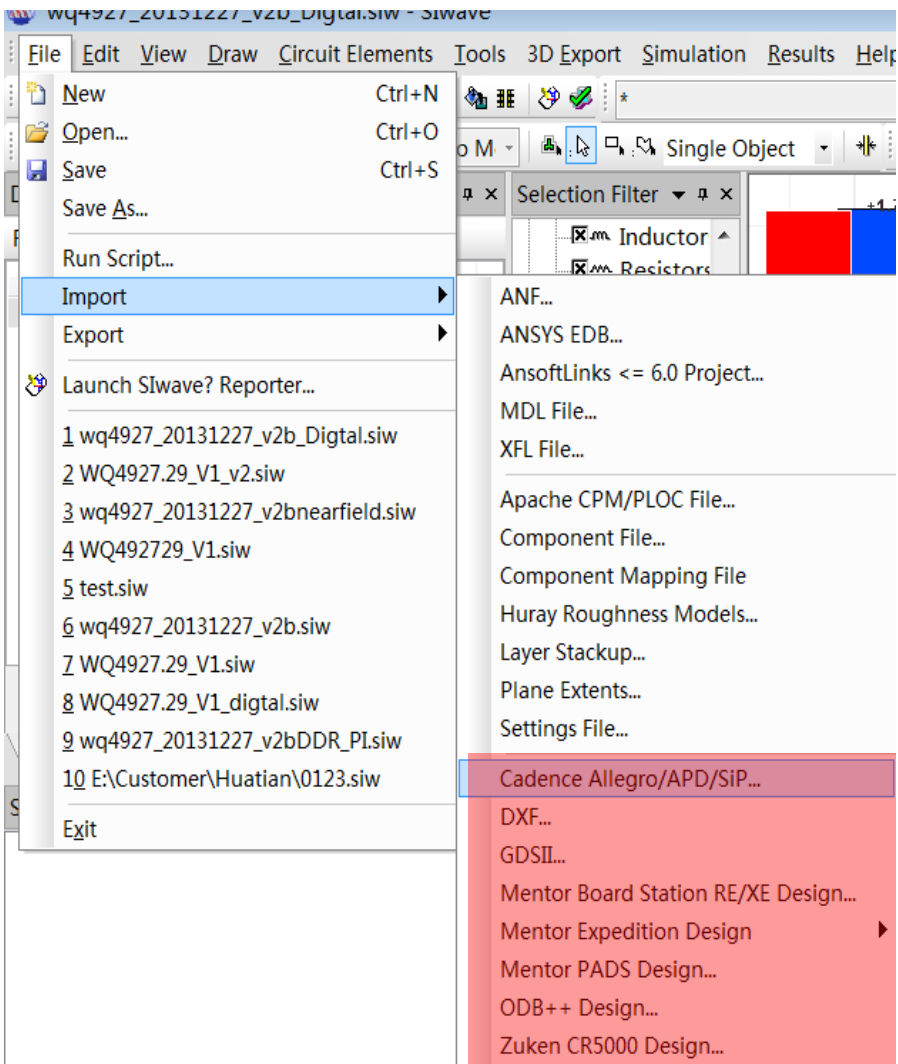 wq4927_20131227_v2b_Digtal.siw - SIwave
File Edit View Draw Circuit Elements Tools 3D Export Simulation Results Help
New Ctrl+N
Open... Ctrl+O
Save Ctrl+S
Save As...
Run Script...
Import
Export
Launch SIwave? Reporter...
1 wq4927_20131227_v2b_Digtal.siw
2 WQ4927.29_V1_v2.siw
3 wq4927_20131227_v2bnearfield.siw
4 WQ492729_V1.siw
5 test.siw
6 wq4927_20131227_v2b.siw
7 WQ4927.29_V1.siw
8 WQ4927.29_V1_digtal.siw
9 wq4927_20131227_v2bDDR_PI.siw
10 E:\Customer\Huatian\0123.siw
Exit
*
Single Object
Selection Filter
Inductor
Resistors
ANF...
ANSYS EDB...
AnsoftLinks <= 6.0 Project...
MDL File...
XFL File...
Apache CPM/PLOC File...
Component File...
Component Mapping File
Huray Roughness Models...
Layer Stackup...
Plane Extents...
Settings File...
Cadence Allegro/APD/SiP...
DXF...
GDSII...
Mentor Board Station RE/XE Design...
Mentor Expedition Design
Mentor PADS Design...
ODB++ Design...
Zuken CR5000 Design...